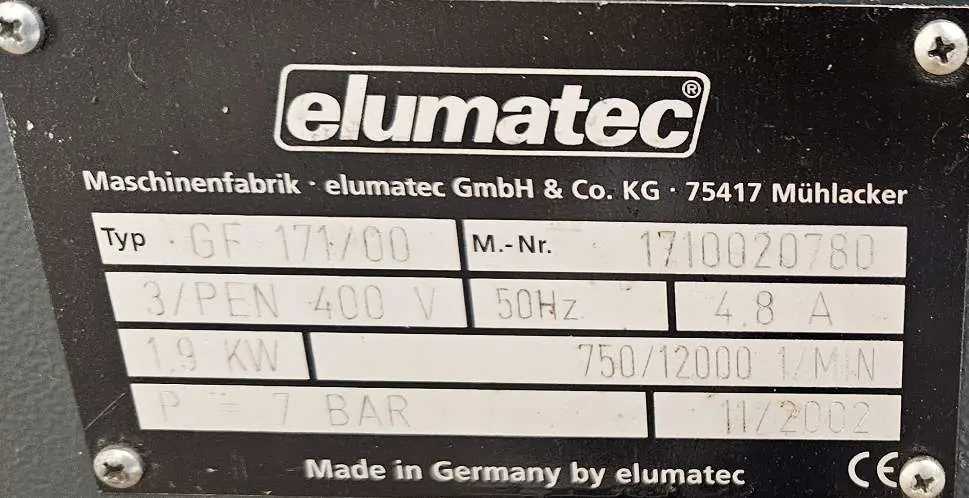 elumatec®
Maschinenfabrik · elumatec GmbH & Co. KG · 75417 Mühlacker
Typ GF 171/00 M.-Nr. 1710020780
3/PEN 400 V 50Hz 4.8 A
1.9 KW 750/12000 1/MIN
P = 7 BAR 11/2002
Made in Germany by elumatec CE